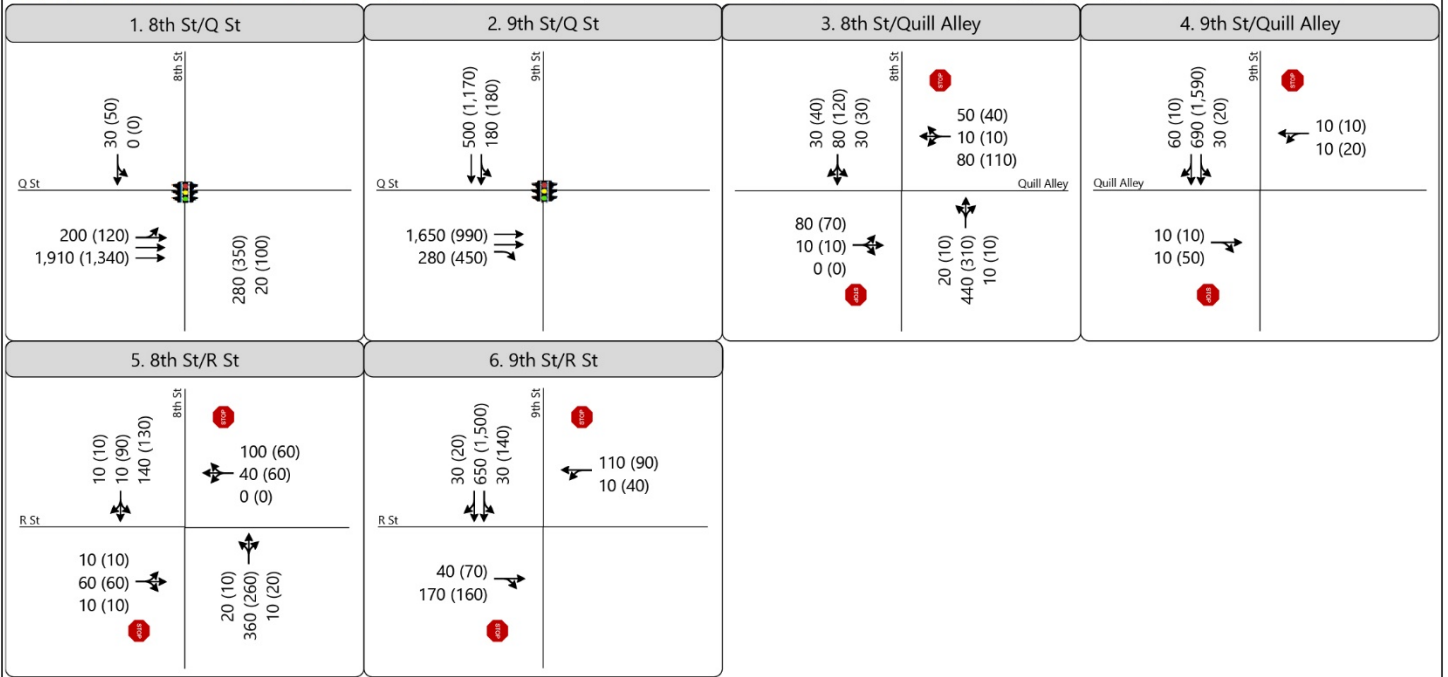 1. 8th St/Q St
8th St
30 (50)
0 (0)
Q St
200 (120)
1,910 (1,340)
280 (350)
20 (100)
2. 9th St/Q St
9th St
500 (1,170)
180 (180)
Q St
1,650 (990)
280 (450)
3. 8th St/Quill Alley
8th St
STOP
30 (40)
80 (120)
30 (30)
50 (40)
10 (10)
80 (110)
Quill Alley
80 (70)
10 (10)
0 (0)
STOP
20 (10)
440 (310)
10 (10)
4. 9th St/Quill Alley
9th St
STOP
60 (10)
690 (1,590)
30 (20)
10 (10)
10 (20)
Quill Alley
10 (10)
10 (50)
STOP
5. 8th St/R St
8th St
STOP
10 (10)
10 (90)
140 (130)
100 (60)
40 (60)
0 (0)
R St
10 (10)
60 (60)
10 (10)
STOP
20 (10)
360 (260)
10 (20)
6. 9th St/R St
9th St
STOP
30 (20)
650 (1,500)
30 (140)
110 (90)
10 (40)
R St
40 (70)
170 (160)
STOP